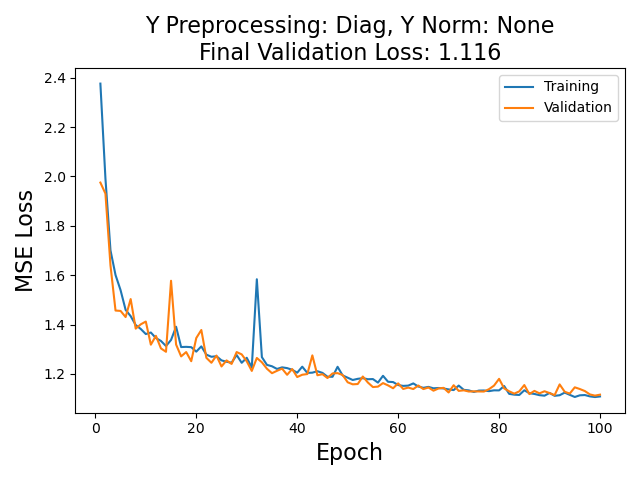 Y Preprocessing: Diag, Y Norm: None
Final Validation Loss: 1.116
Training
Validation
MSE Loss
2.4
2.2
2.0
1.8
1.6
1.4
1.2
0
20
40
60
80
100
Epoch